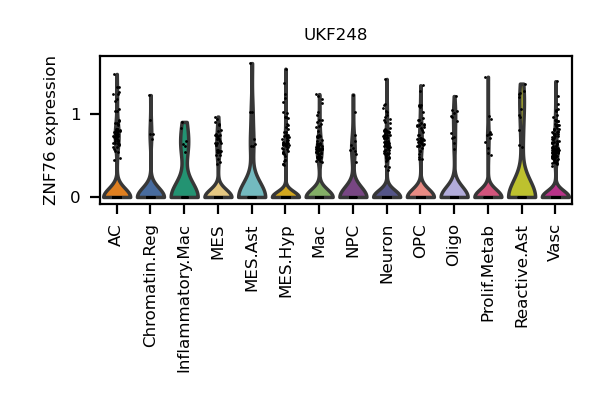 UKF248
ZNF76 expression
1
0
AC
Chromatin.Reg
Inflammatory.Mac
MES
MES.Ast
MES.Hyp
Mac
NPC
Neuron
OPC
Oligo
Prolif.Metab
Reactive.Ast
Vasc